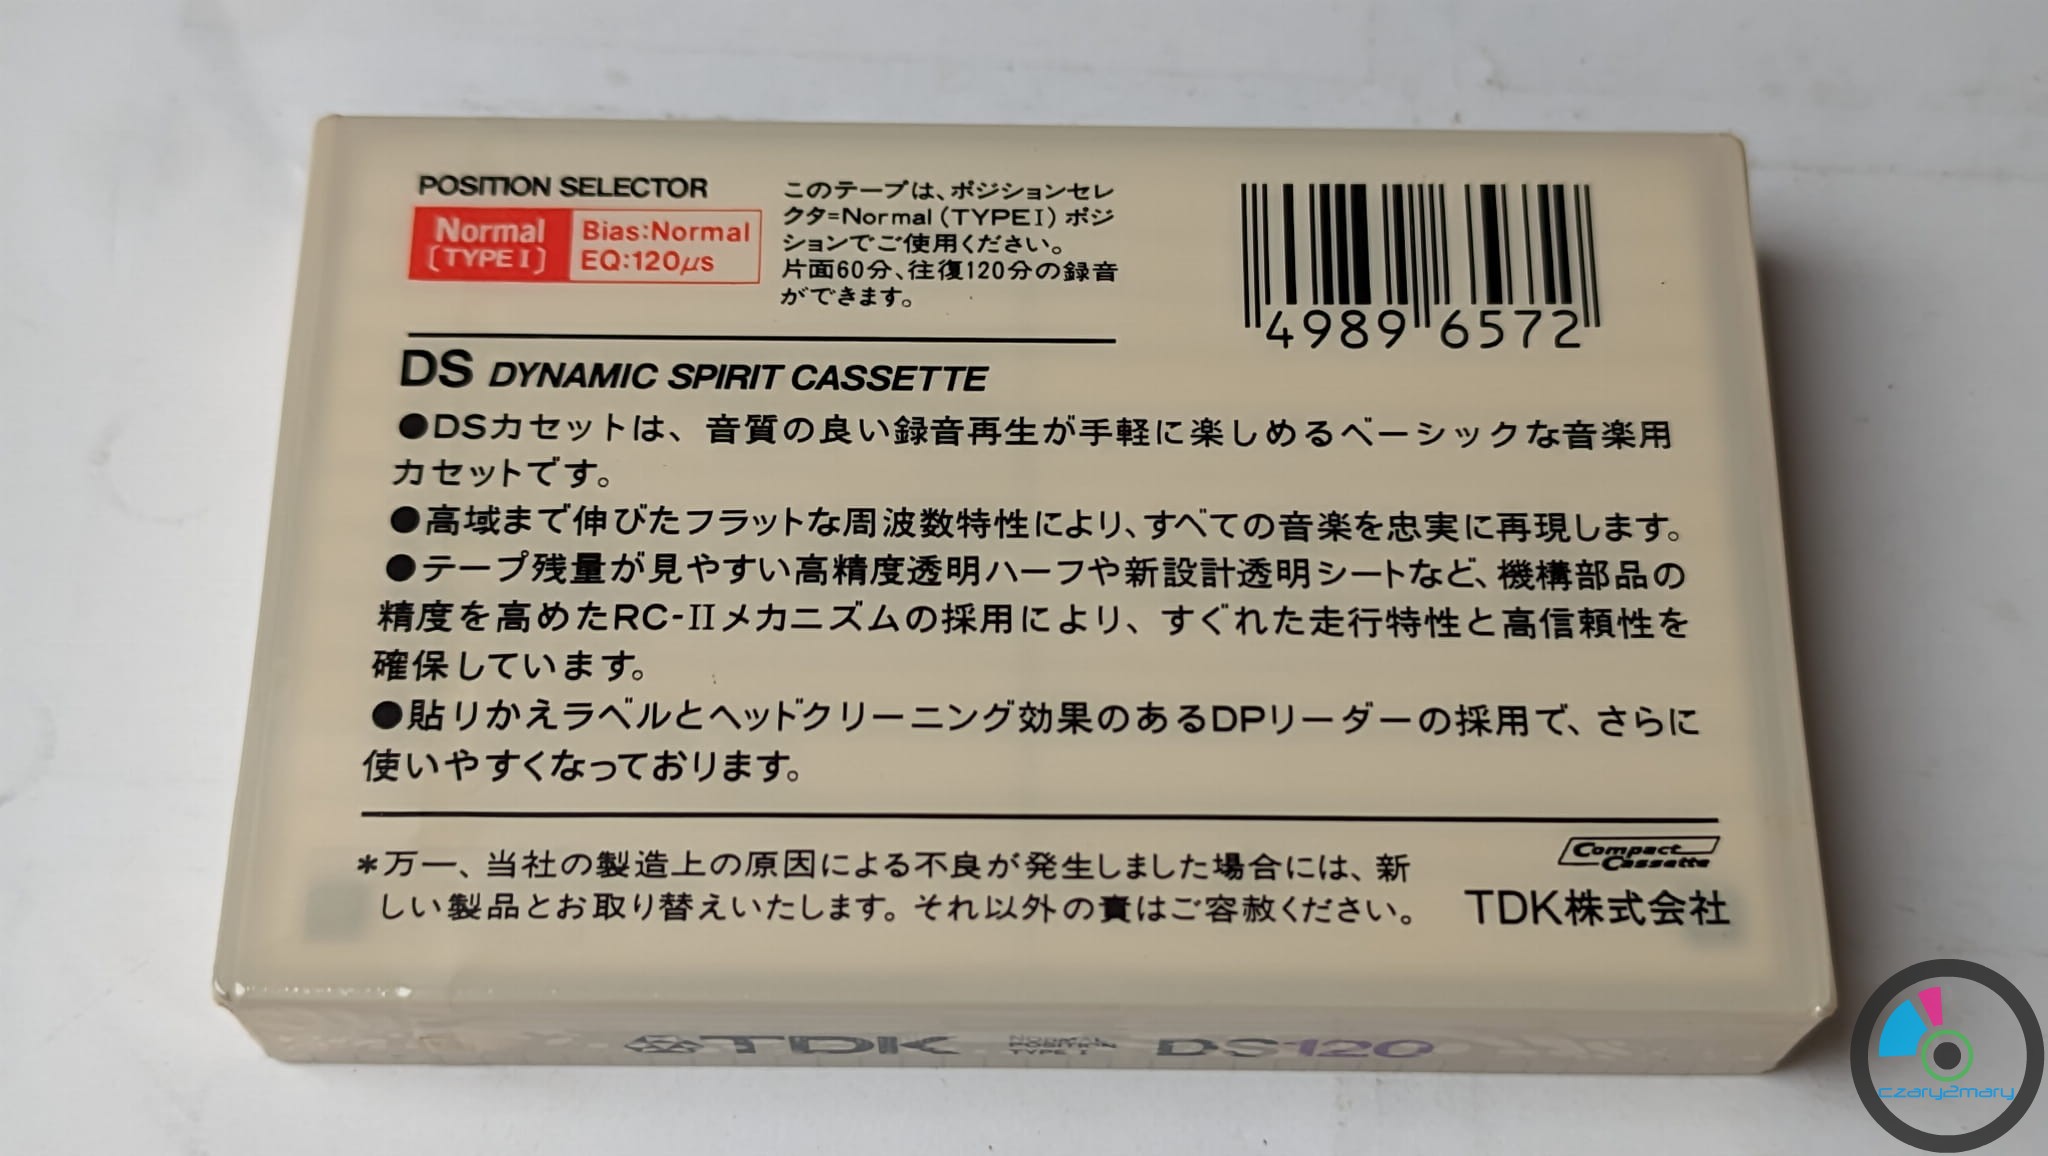 POSITION SELECTOR
Normal
[TYPE I]
Bias:Normal
EQ:120μs
このテープは、ポジションセレ
クタ=Normal(TYPEI)ポジ
ションでご使用ください。
片面60分、往復120分の録音
ができます。
4989 6572
DS DYNAMIC SPIRIT CASSETTE
●DSカセットは、音質の良い録音再生が手軽に楽しめるベーシックな音楽用
カセットです。
●高域まで伸びたフラットな周波数特性により、すべての音楽を忠実に再現します。
●テープ残量が見やすい高精度透明ハーフや新設計透明シートなど、機構部品の
精度を高めたRC-IIメカニズムの採用により、すぐれた走行特性と高信頼性を
確保しています。
●貼りかえラベルとヘッドクリーニング効果のあるDPリーダーの採用で、さらに
使いやすくなっております。
*万一、当社の製造上の原因による不良が発生しました場合には、新
しい製品とお取り替えいたします。それ以外の責はご容赦ください。
Compact
Cassette
TDK株式会社
TDK DS120
czary2mary